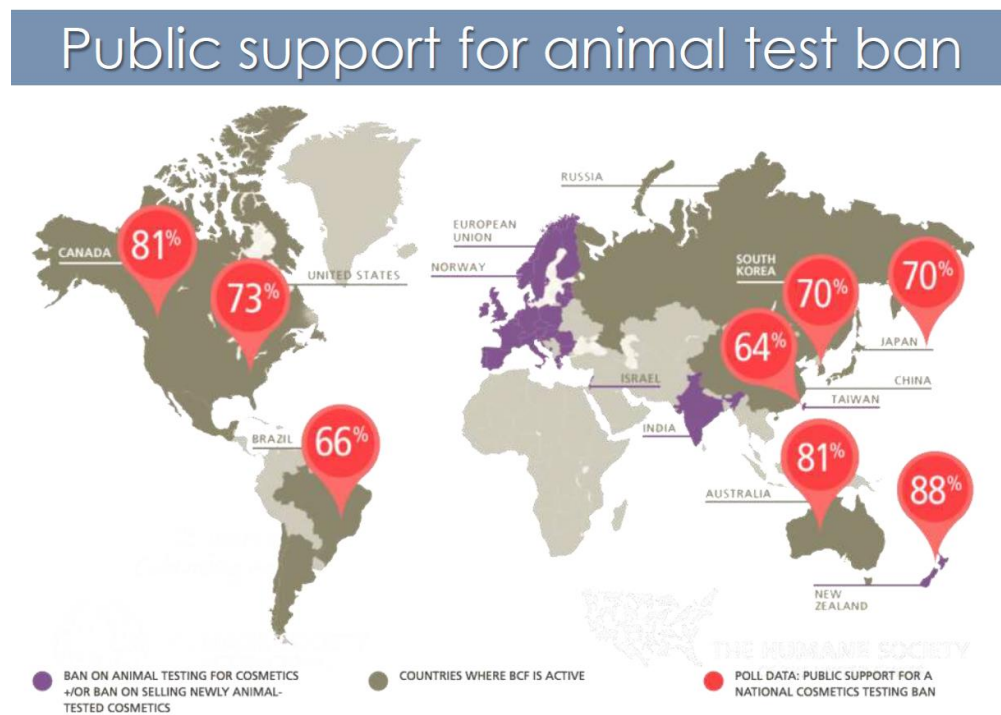 Public support for animal test ban
RUSSIA
EUROPEAN
UNION
CANADA
81%
NORWAY
UNITED STATES
73%
SOUTH
KOREA
70%
70%
64%
JAPAN
ISRAEL
CHINA
TAIWAN
INDIA
BRAZIL
66%
81%
AUSTRALIA
88%
NEW
ZEALAND
THE HUMANE SOCIETY
BAN ON ANIMAL TESTING FOR COSMETICS
+/OR BAN ON SELLING NEWLY ANIMAL-
TESTED COSMETICS
COUNTRIES WHERE BCF IS ACTIVE
POLL DATA: PUBLIC SUPPORT FOR A
NATIONAL COSMETICS TESTING BAN